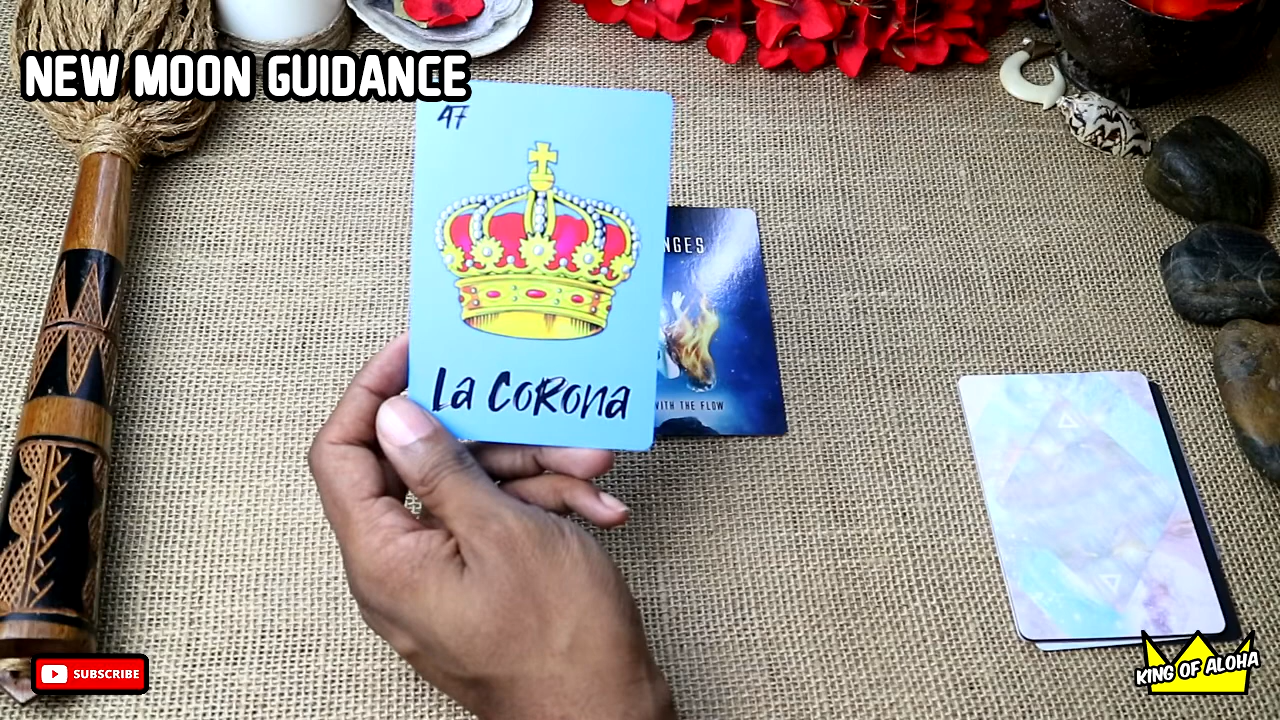 NEW MOON GUIDANCE
47
La CoRona
NGES
WITH THE FLOW
SUBSCRIBE
KING OF ALOHA